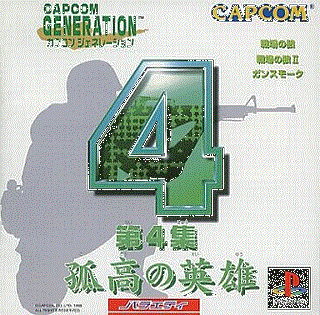 CAPCOM
GENERATION™
カプコン ジェネレーション
CAPCOM®
戦場の狼
戦場の狼Ⅱ
ガンスモーク
4
第4集
孤高の英雄
バラエティ